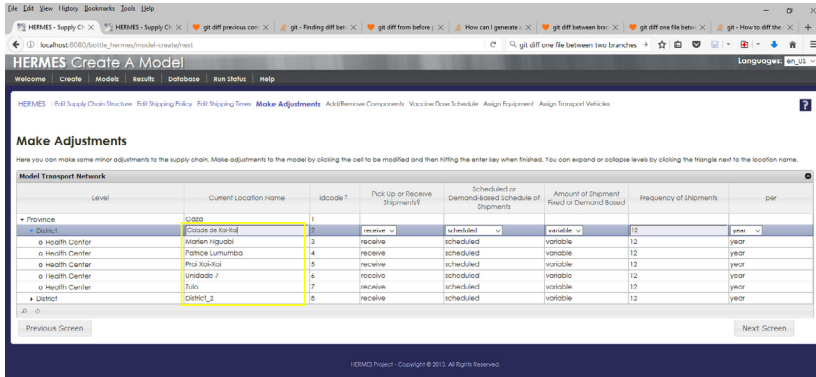 File Edit View History Bookmarks Tools Help
HERMES - Supply Ch HERMES - Supply Ch git diff previous com git - Finding diff bet git diff from before How can I generate git diff between bran git diff one file betw git - How to diff the
localhost:8080/bottle_hermes/model-create/next git diff one file between two branches
HERMES Create A Model Languages: en_US
Welcome Create Models Results Database Run Status Help
HERMES Edit Supply Chain Structure Edit Shipping Policy Edit Shipping Times Make Adjustments Add/Remove Components Vaccine Dose Schedule Assign Equipment Assign Transport Vehicles ?
Make Adjustments
Here you can make some minor adjustments to the supply chain. Make adjustments to the model by clicking the cell to be modified and then hitting the enter key when finished. You can expand or collapse levels by clicking the triangle next to the location name.
Model Transport Network
Level Current Location Name idcode Pick Up or Receive Shipments? Scheduled or Demand-Based Schedule of Shipments Amount of Shipment Fixed or Demand Based Frequency of Shipments per
Province Gaza 1
District Cidade de Xai-Xai 2 receive scheduled variable 12 year
Health Center Marien Nguabi 3 receive scheduled variable 12 year
Health Center Patrice Lumumba 4 receive scheduled variable 12 year
Health Center Prai Xai-Xai 5 receive scheduled variable 12 year
Health Center Unidade 7 6 receive scheduled variable 12 year
Health Center Zulo 7 receive scheduled variable 12 year
District District_2 8 receive scheduled variable 12 year
Previous Screen Next Screen
HERMES Project - Copyright © 2015. All Rights Reserved.